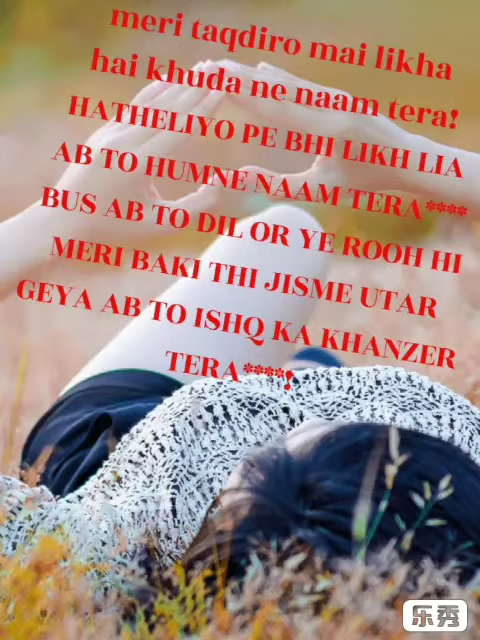 meri taqdiro mai likha
hai khuda ne naam tera!
HATHELIYO PE BHI LIKH LIA
AB TO HUMNE NAAM TERA****
BUS AB TO DIL OR YE ROOH HI
MERI BAKI THI JISME UTAR
GEYA AB TO ISHQ KA KHANZER
TERA****!
乐秀